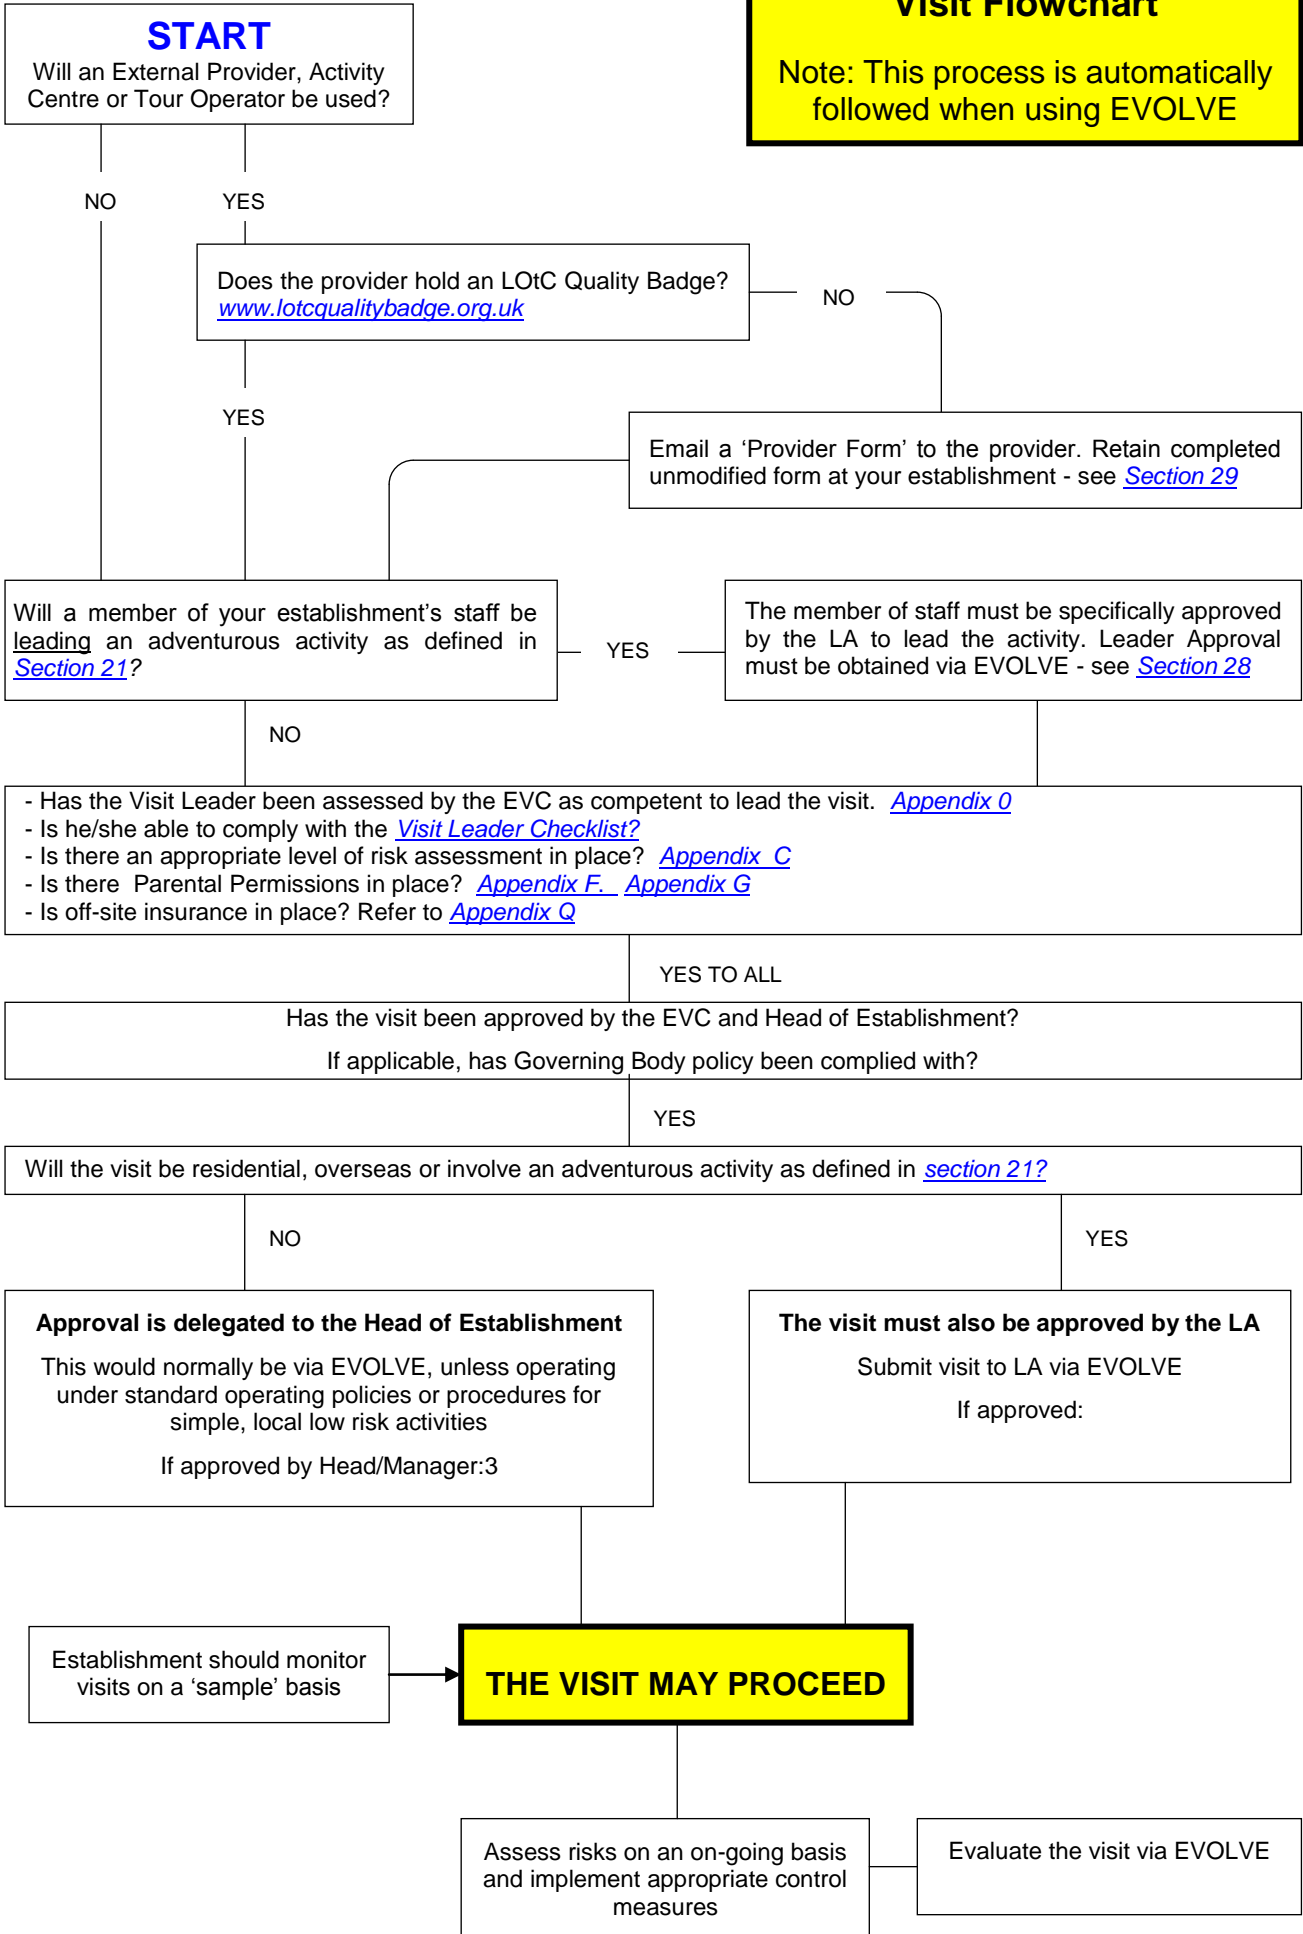 Visit Flowchart
Note: This process is automatically
followed when using EVOLVE
START
Will an External Provider, Activity
Centre or Tour Operator be used?
NO
YES
Does the provider hold an LOtC Quality Badge?
www.lotcqualitybadge.org.uk
NO
YES
Email a ‘Provider Form’ to the provider. Retain completed
unmodified form at your establishment - see Section 29
Will a member of your establishment’s staff be
leading an adventurous activity as defined in
Section 21?
YES
The member of staff must be specifically approved
by the LA to lead the activity. Leader Approval
must be obtained via EVOLVE - see Section 28
NO
- Has the Visit Leader been assessed by the EVC as competent to lead the visit. Appendix 0
- Is he/she able to comply with the Visit Leader Checklist?
- Is there an appropriate level of risk assessment in place? Appendix C
- Is there Parental Permissions in place? Appendix F. Appendix G
- Is off-site insurance in place? Refer to Appendix Q
YES TO ALL
Has the visit been approved by the EVC and Head of Establishment?
If applicable, has Governing Body policy been complied with?
YES
Will the visit be residential, overseas or involve an adventurous activity as defined in section 21?
NO
YES
Approval is delegated to the Head of Establishment
This would normally be via EVOLVE, unless operating
under standard operating policies or procedures for
simple, local low risk activities
If approved by Head/Manager:3
The visit must also be approved by the LA
Submit visit to LA via EVOLVE
If approved:
Establishment should monitor
visits on a ‘sample’ basis
THE VISIT MAY PROCEED
Assess risks on an on-going basis
and implement appropriate control
measures
Evaluate the visit via EVOLVE